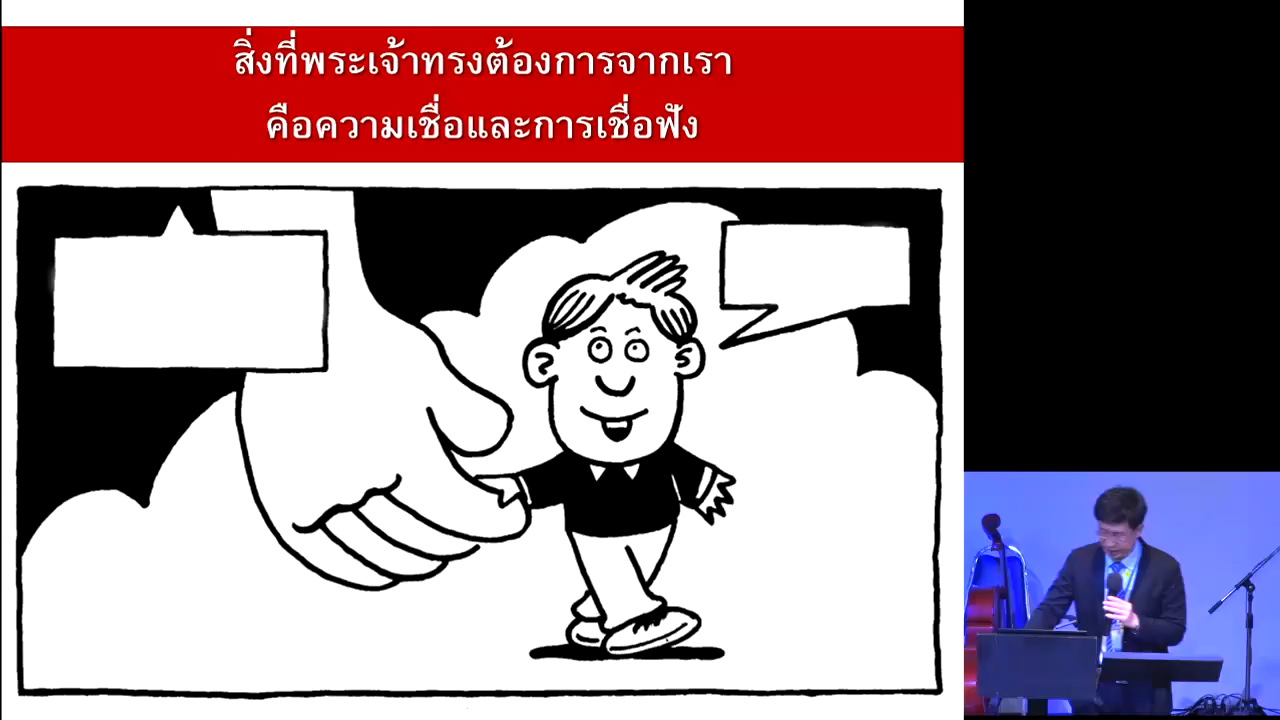 สิ่งที่พระเจ้าทรงต้องการจากเรา
คือความเชื่อและการเชื่อฟัง